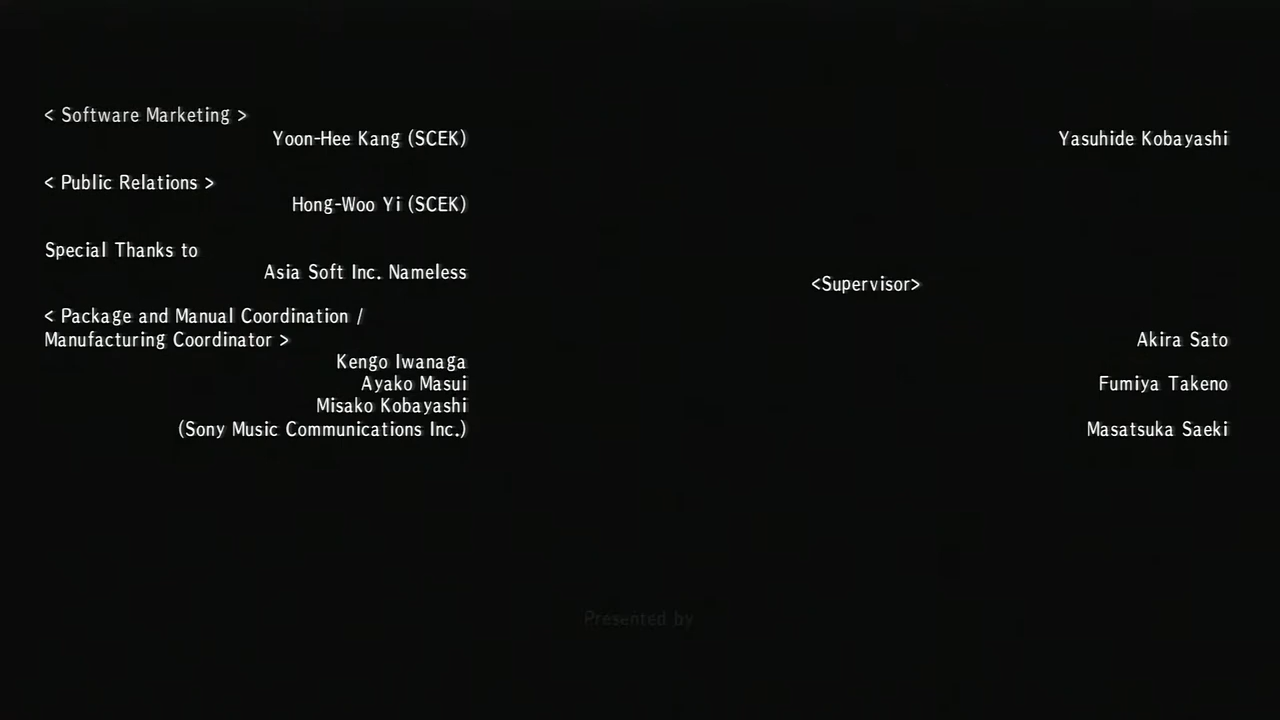 < Software Marketing >
Yoon-Hee Kang (SCEK)
< Public Relations >
Hong-Woo Yi (SCEK)
Special Thanks to
Asia Soft Inc. Nameless
< Package and Manual Coordination /
Manufacturing Coordinator >
Kengo Iwanaga
Ayako Masui
Misako Kobayashi
(Sony Music Communications Inc.)
Yasuhide Kobayashi
<Supervisor>
Akira Sato
Fumiya Takeno
Masatsuka Saeki
Presented by